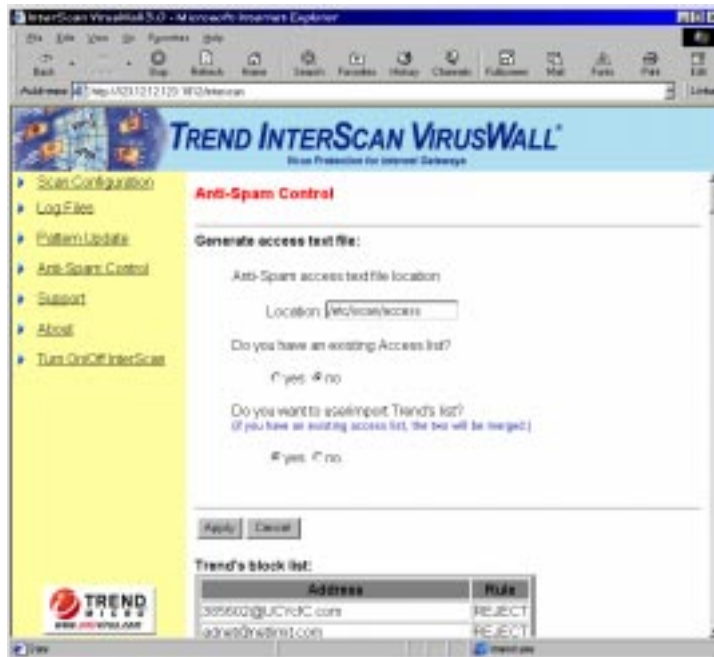 InterScan VirusWall 3.0 - Microsoft Internet Explorer
File Edit View Go Favorites Help
Back Stop Refresh Home Search Favorites History Channels Fullscreen Mail Fonts Print Edit
Address
Links
TREND INTERSCAN VIRUSWALL
Virus Protection for Internet Gateways
Scan Configuration
Log Files
Pattern Update
Anti-Spam Control
Support
About
Turn On/Off InterScan
TREND
MICRO
www.antivirus.com
Anti-Spam Control
Generate access text file:
Anti-Spam access text file location
Location: /etc/iscan/access
Do you have an existing Access list?
yes no
Do you want to use/import Trend's list?
(If you have an existing access list, the two will be merged.)
yes no
Apply Cancel
Trend's block list:
Address Rule
REJECT
REJECT
Done